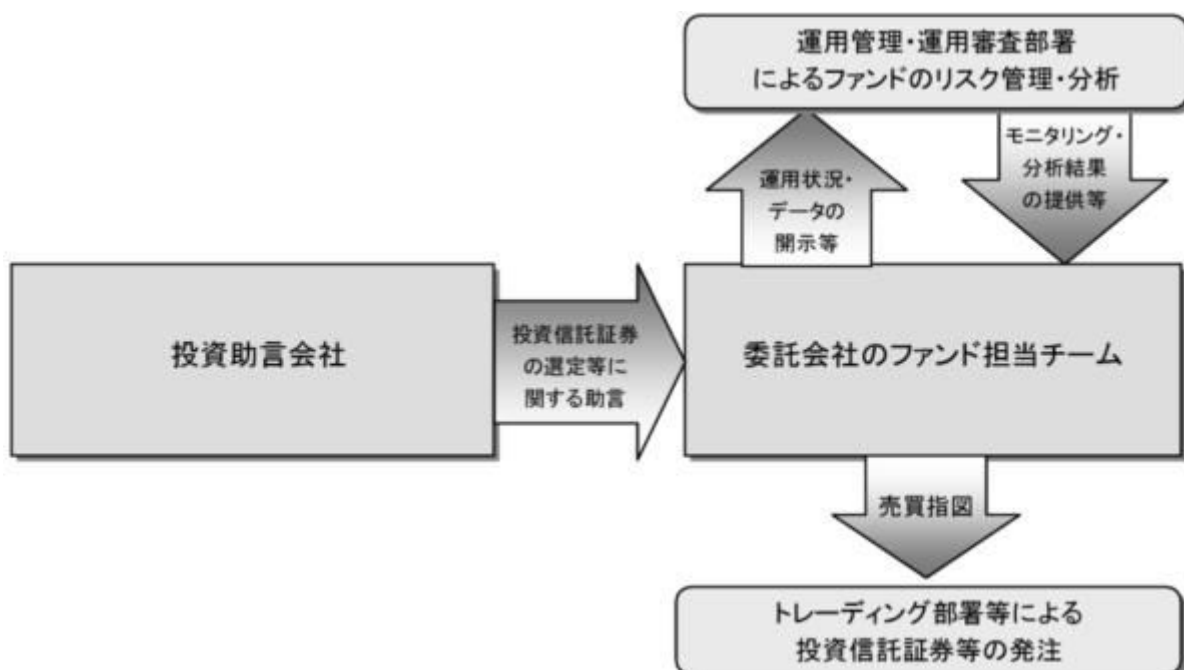 運用管理・運用審査部署
によるファンドのリスク管理・分析
運用状況・
データの
開示等
モニタリング・
分析結果
の提供等
投資助言会社
投資信託証券
の選定等に
関する助言
委託会社のファンド担当チーム
売買指図
トレーディング部署等による
投資信託証券等の発注